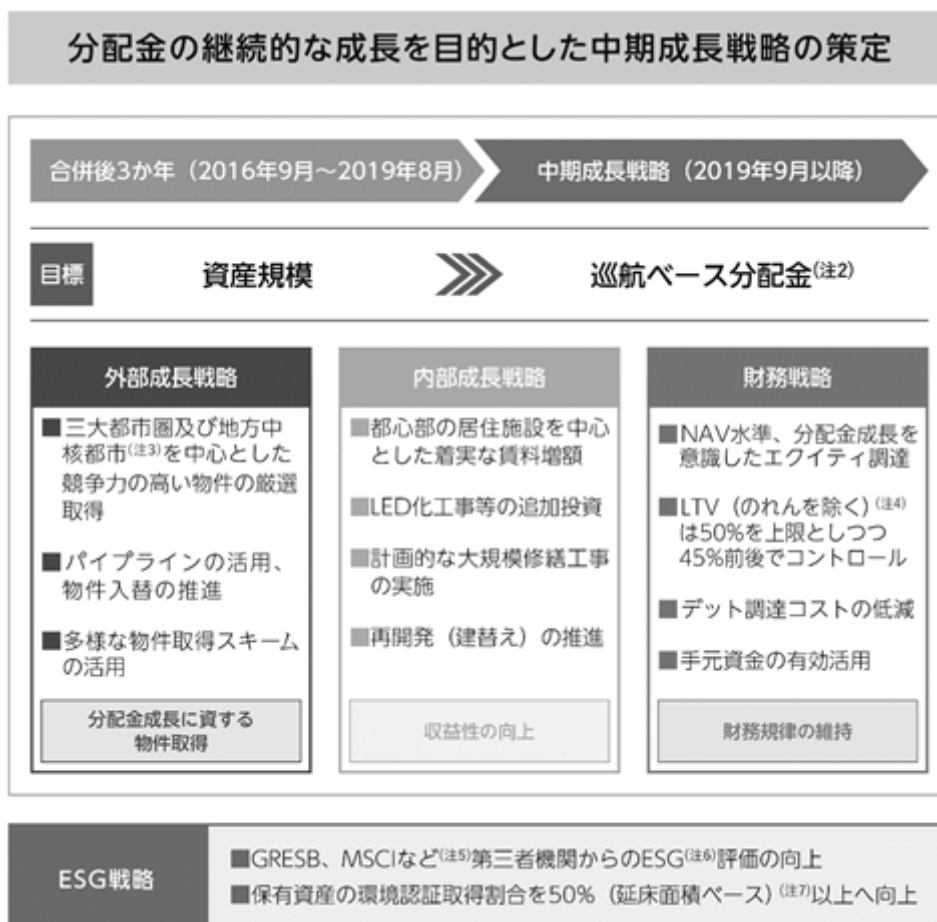 分配金の継続的な成長を目的とした中期成長戦略の策定
合併後3か年（2016年9月～2019年8月）
中期成長戦略（2019年9月以降）
目標
資産規模
巡航ベース分配金(注2)
外部成長戦略
■三大都市圏及び地方中
核都市(注3)を中心とした
競争力の高い物件の厳選
取得
■パイプラインの活用、
物件入替の推進
■多様な物件取得スキーム
の活用
分配金成長に資する
物件取得
内部成長戦略
■都心部の居住施設を中心
とした着実な賃料増額
■LED化工事等の追加投資
■計画的な大規模修繕工事
の実施
■再開発（建替え）の推進
収益性の向上
財務戦略
■NAV水準、分配金成長を
意識したエクイティ調達
■LTV（のれんを除く）(注4)
は50%を上限としつつ
45%前後でコントロール
■デット調達コストの低減
■手元資金の有効活用
財務規律の維持
ESG戦略
■GRESB、MSCIなど(注5)第三者機関からのESG(注6)評価の向上
■保有資産の環境認証取得割合を50%（延床面積ベース）(注7)以上へ向上